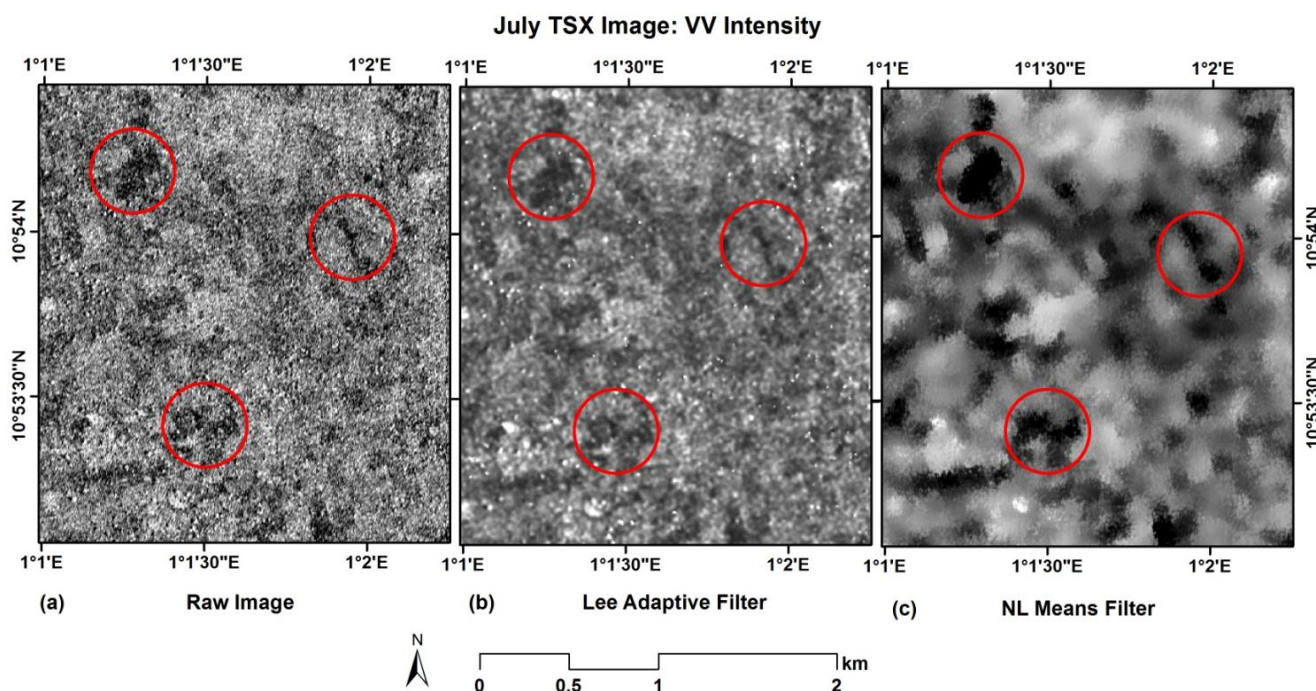 July TSX Image: VV Intensity
1°1'E 1°1'30"E 1°2'E 1°1'E 1°1'30"E 1°2'E 1°1'E 1°1'30"E 1°2'E
10°54'N 10°54'N
10°53'30"N 10°53'30"N
1°1'E 1°1'30"E 1°2'E 1°1'E 1°1'30"E 1°2'E 1°1'E 1°1'30"E 1°2'E
(a) Raw Image (b) Lee Adaptive Filter (c) NL Means Filter
N
km
0 0.5 1 2